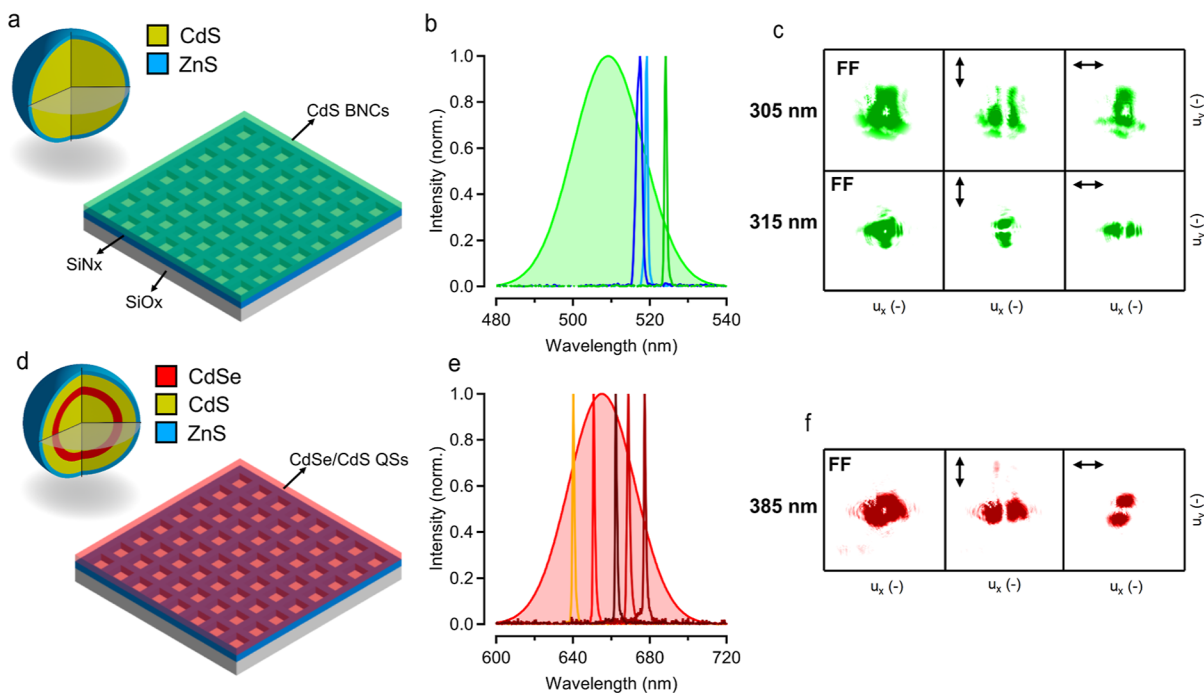 a
CdS
ZnS
CdS BNCs
SiNx
SiOx
b
Intensity (norm.)
1.0
0.8
0.6
0.4
0.2
0.0
480 500 520 540
Wavelength (nm)
c
305 nm
FF
uᵧ (-)
315 nm
FF
uᵧ (-)
uₓ (-) uₓ (-) uₓ (-)
d
CdSe
CdS
ZnS
CdSe/CdS QSs
e
Intensity (norm.)
1.0
0.8
0.6
0.4
0.2
0.0
600 640 680 720
Wavelength (nm)
f
385 nm
FF
uᵧ (-)
uₓ (-) uₓ (-) uₓ (-)